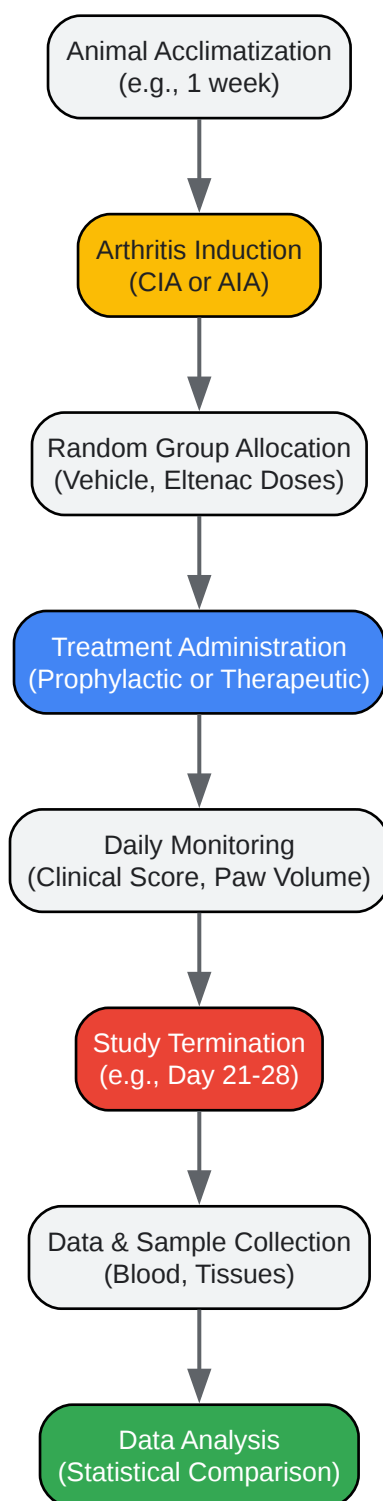 Animal Acclimatization
(e.g., 1 week)
Arthritis Induction
(CIA or AIA)
Random Group Allocation
(Vehicle, Eltenac Doses)
Treatment Administration
(Prophylactic or Therapeutic)
Daily Monitoring
(Clinical Score, Paw Volume)
Study Termination
(e.g., Day 21-28)
Data & Sample Collection
(Blood, Tissues)
Data Analysis
(Statistical Comparison)